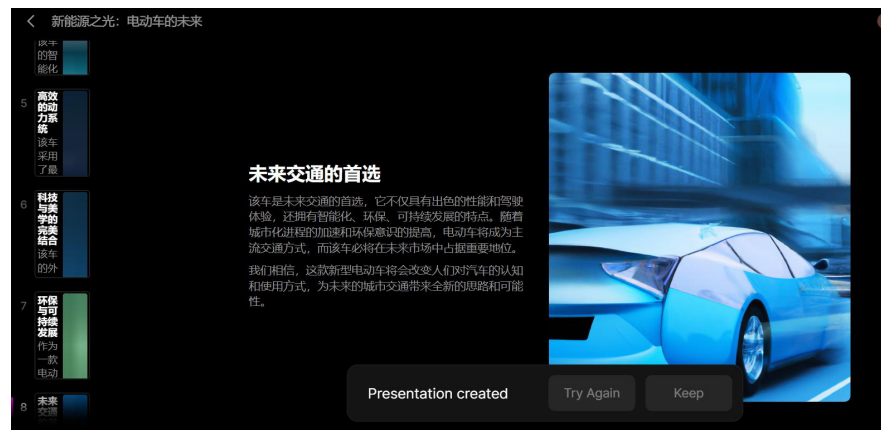 新能源之光：电动车的未来
该车
的智
能化
5
高效
的动
力系
统
该车
采用
了最
6
科技
与美
学的
完美
结合
该车
的外
7
环保
与可
持续
发展
作为
一款
电动
8
未来
交通
未来交通的首选
该车是未来交通的首选，它不仅具有出色的性能和驾驶
体验，还拥有智能化、环保、可持续发展的特点。随着
城市化进程的加速和环保意识的提高，电动车将成为主
流交通方式，而该车必将在未来市场中占据重要地位。
我们相信，这款新型电动车将会改变人们对汽车的认知
和使用方式，为未来的城市交通带来全新的思路和可能
性。
Presentation created
Try Again
Keep